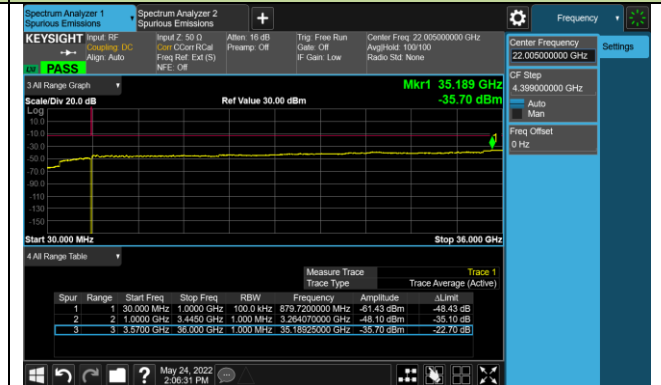 Spectrum Analyzer 1
Spurious Emissions
Spectrum Analyzer 2
Spurious Emissions
+
Frequency
KEYSIGHT
Input: RF
Coupling: DC
Align: Auto
Input Z: 50 Ω
Corr CCorr RCal
Freq Ref: Ext (S)
NFE: Off
Atten: 16 dB
Preamp: Off
Trig: Free Run
Gate: Off
IF Gain: Low
Center Freq: 22.005000000 GHz
Avg|Hold: 100/100
Radio Std: None
LXI
PASS
Center Frequency
22.005000000 GHz
Settings
CF Step
4.399000000 GHz
Auto
Man
Freq Offset
0 Hz
3 All Range Graph
Mkr1 35.189 GHz
Scale/Div 20.0 dB
Ref Value 30.00 dBm
-35.70 dBm
Log
10.0
-10.0
-30.0
-50.0
-70.0
-90.0
-110
-130
-150
1
Start 30.000 MHz
Stop 36.000 GHz
4 All Range Table
Measure Trace Trace 1
Trace Type Trace Average (Active)
Spur Range Start Freq Stop Freq RBW Frequency Amplitude ΔLimit
1 1 30.000 MHz 1.0000 GHz 100.0 kHz 879.7200000 MHz -61.43 dBm -48.43 dB
2 2 1.0000 GHz 3.4450 GHz 1.000 MHz 3.264070000 GHz -48.10 dBm -35.10 dB
3 3 3.5700 GHz 36.000 GHz 1.000 MHz 35.18925000 GHz -35.70 dBm -22.70 dB
?
May 24, 2022
2:06:31 PM